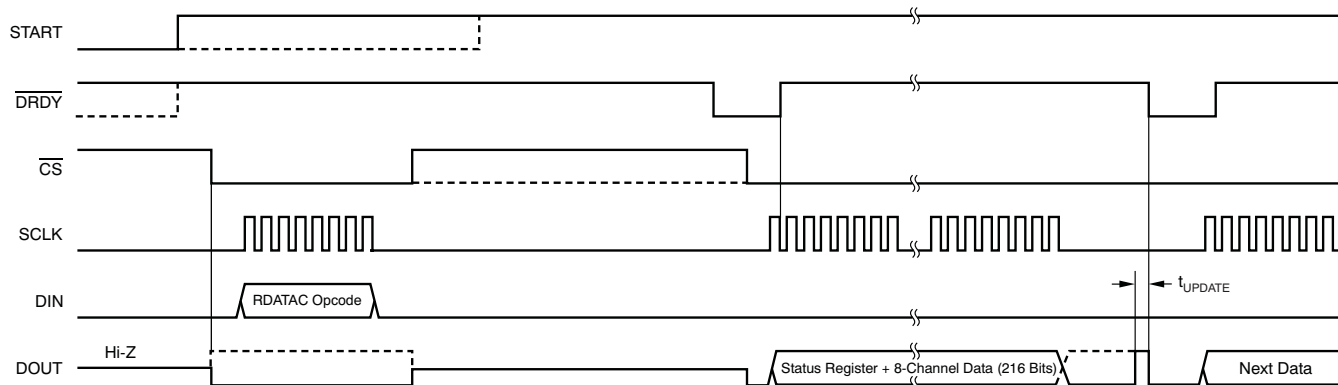 START
DRDY
CS
SCLK
DIN
RDATAC Opcode
tUPDATE
DOUT
Hi-Z
Status Register + 8-Channel Data (216 Bits)
Next Data